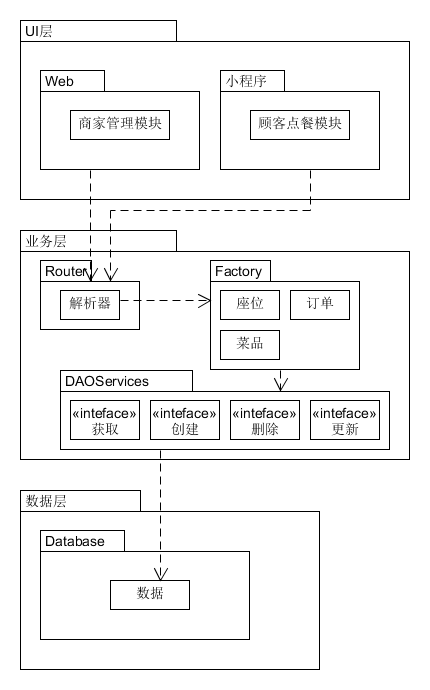 UI层
Web
小程序
商家管理模块
顾客点餐模块
业务层
Router
Factory
解析器
座位
订单
菜品
DAOServices
«inteface»
获取
«inteface»
创建
«inteface»
删除
«inteface»
更新
数据层
Database
数据